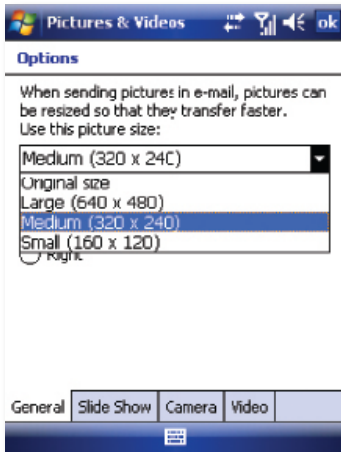 Pictures & Videos
ok
Options
When sending pictures in e-mail, pictures can
be resized so that they transfer faster.
Use this picture size:
Medium (320 x 240)
Original size
Large (640 x 480)
Medium (320 x 240)
Small (160 x 120)
Right
General Slide Show Camera Video